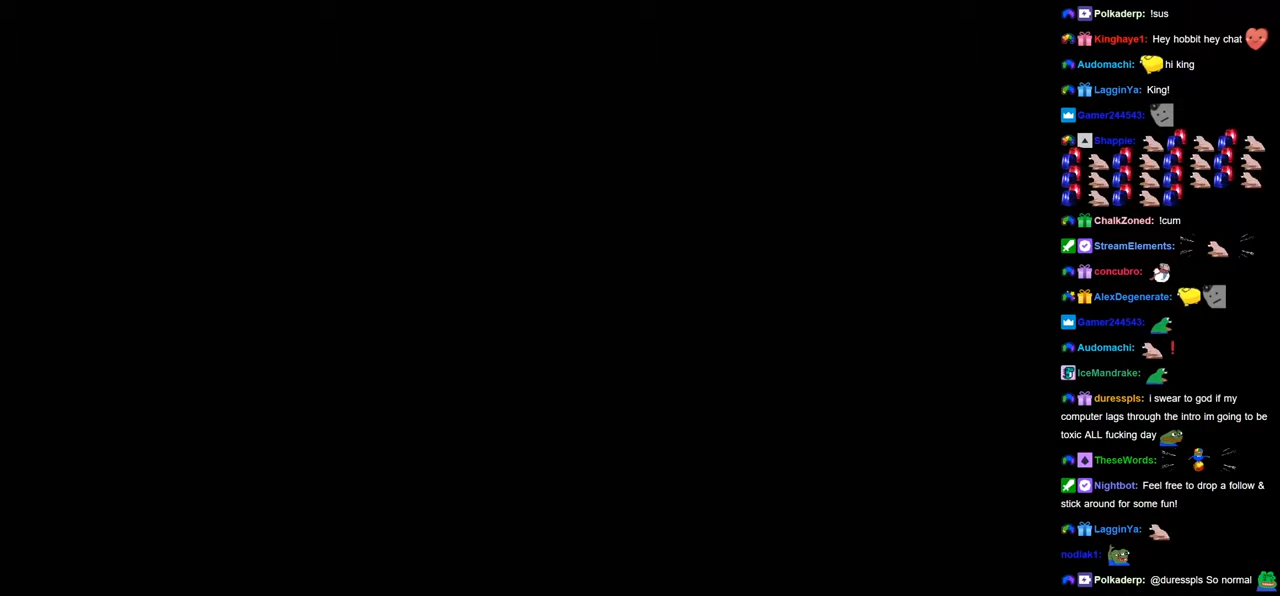 Polkaderp: !sus
Kinghaye1: Hey hobbit hey chat
Audomachi: hi king
LagginYa: King!
Gamer244543:
Shappie:
ChalkZoned: !cum
StreamElements:
concubro:
AlexDegenerate:
Gamer244543:
Audomachi:
IceMandrake:
duresspls: i swear to god if my
computer lags through the intro im going to be
toxic ALL fucking day
TheseWords:
Nightbot: Feel free to drop a follow &
stick around for some fun!
LagginYa:
nodiak1:
Polkaderp: @duresspls So normal